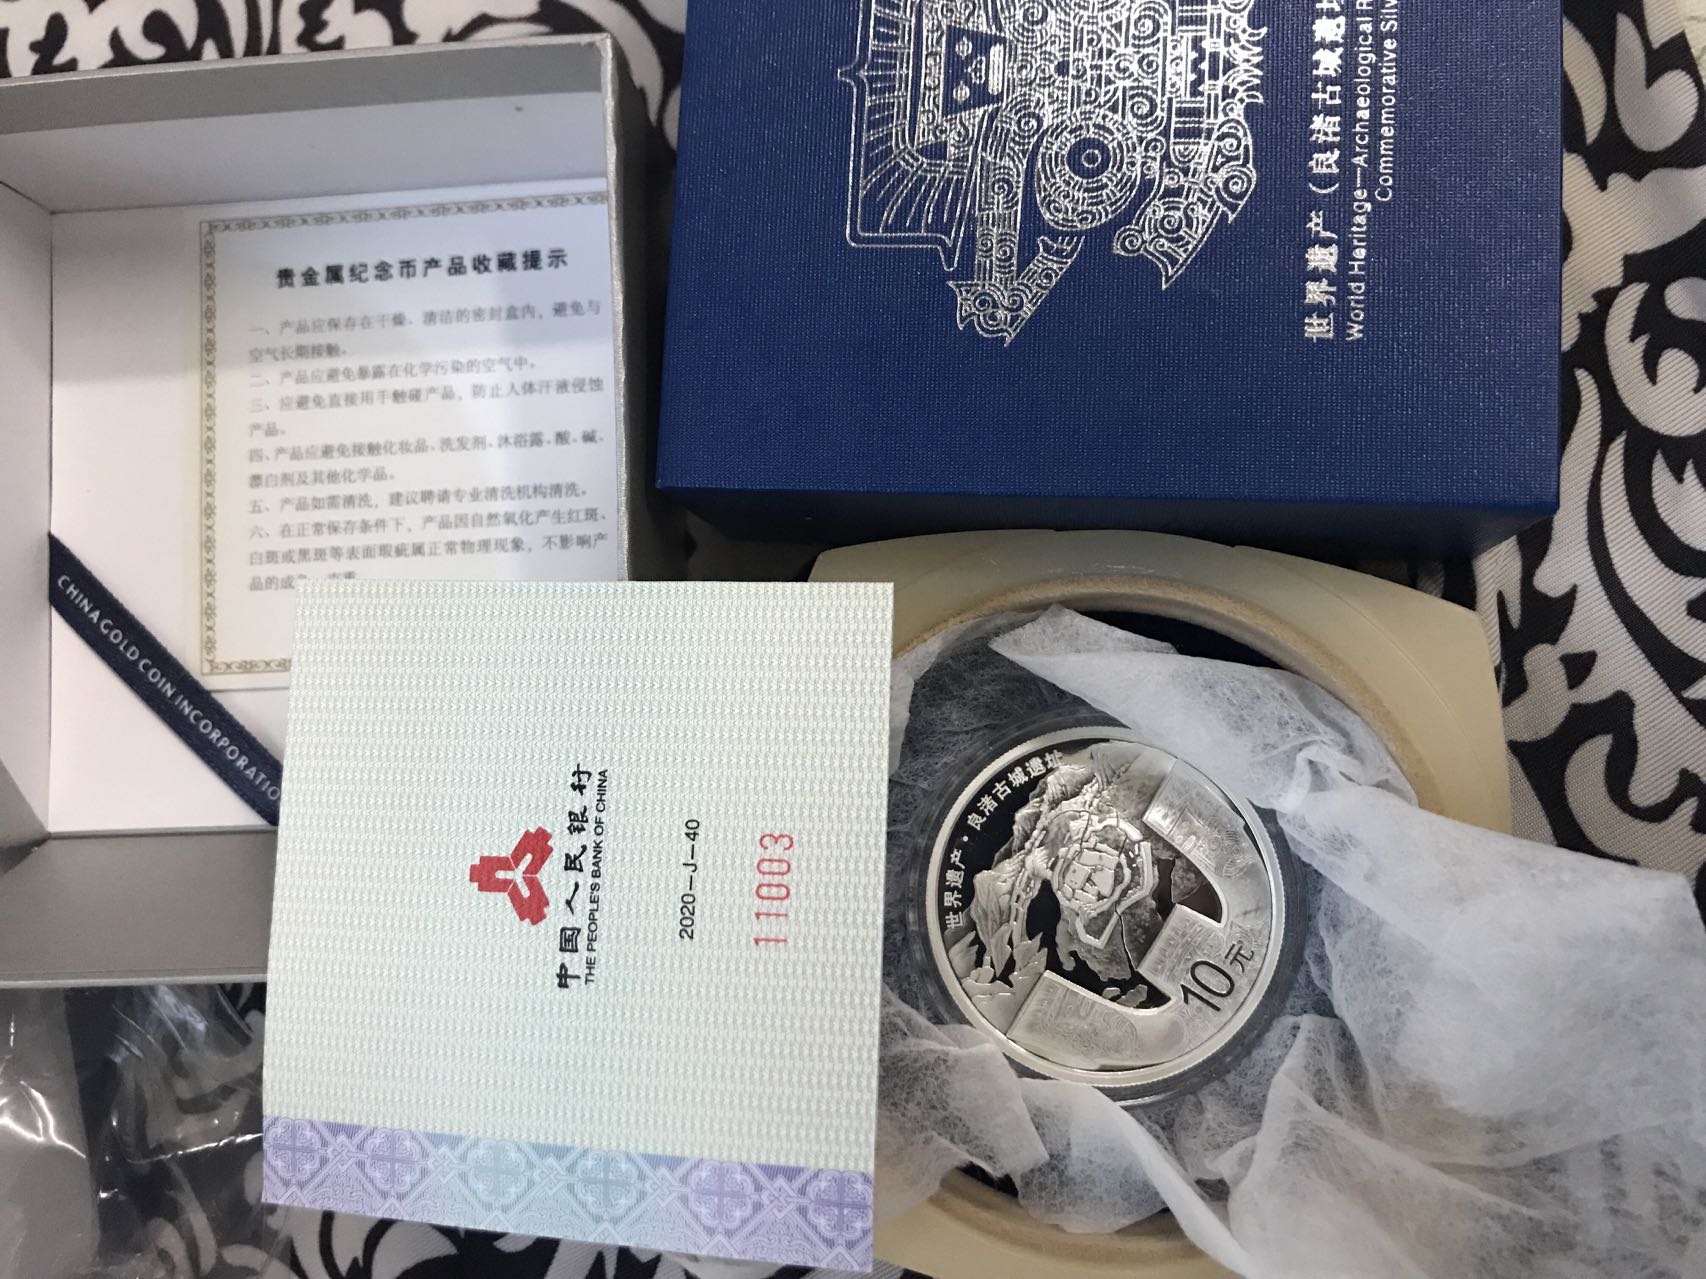 贵金属纪念币产品收藏提示
一、产品应保存在干燥、清洁的密封盒内，避免与
空气长期接触。
二、产品应避免暴露在化学污染的空气中。
三、应避免直接用手触碰产品，防止人体汗液侵蚀
产品。
四、产品应避免接触化妆品、洗发剂、沐浴露、酸、碱、
漂白剂及其他化学品。
五、产品如需清洗，建议聘请专业清洗机构清洗。
六、在正常保存条件下，产品因自然氧化产生红斑、
白斑或黑斑等表面瑕疵属正常物理现象，不影响产
品的成
CHINA GOLD COIN INCORPORATIO
世界遗产（良渚古城遗址
World Heritage—Archaeological R
Commemorative Silv
中国人民银行
THE PEOPLE'S BANK OF CHINA
2020-J-40
11003
世界遗产·良渚古城遗址
10元